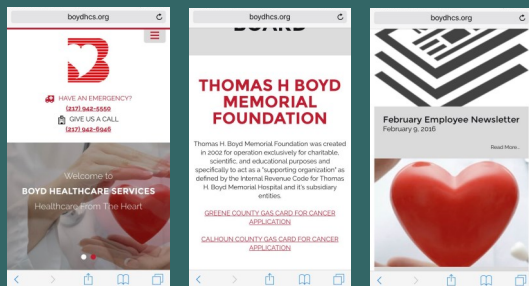 boydhcs.org
HAVE AN EMERGENCY?
(217) 942-5550
GIVE US A CALL
(217) 942-6946
Welcome to
BOYD HEALTHCARE SERVICES
Healthcare From The Heart
boydhcs.org
BOARD
THOMAS H BOYD
MEMORIAL
FOUNDATION
Thomas H. Boyd Memorial Foundation was created
in 2002 for operation exclusively for charitable,
scientific, and educational purposes and
specifically to act as a "supporting organization" as
defined by the Internal Revenue Code for Thomas
H. Boyd Memorial Hospital and it's subsidiary
entities.
GREENE COUNTY GAS CARD FOR CANCER
APPLICATION
CALHOUN COUNTY GAS CARD FOR CANCER
APPLICATION
boydhcs.org
February Employee Newsletter
February 9, 2016
Read More..